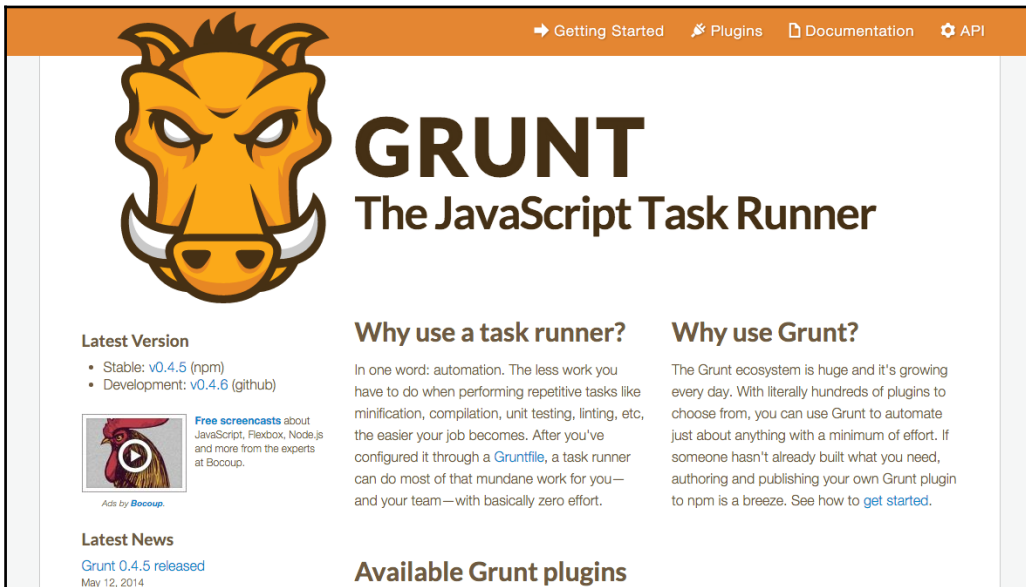 Getting Started Plugins Documentation API
GRUNT
The JavaScript Task Runner
Latest Version
Stable: v0.4.5 (npm)
Development: v0.4.6 (github)
Free screencasts about
JavaScript, Flexbox, Node.js
and more from the experts
at Bocoup.
Ads by Bocoup.
Latest News
Grunt 0.4.5 released
May 12, 2014
Why use a task runner?
In one word: automation. The less work you
have to do when performing repetitive tasks like
minification, compilation, unit testing, linting, etc,
the easier your job becomes. After you've
configured it through a Gruntfile, a task runner
can do most of that mundane work for you—
and your team—with basically zero effort.
Why use Grunt?
The Grunt ecosystem is huge and it's growing
every day. With literally hundreds of plugins to
choose from, you can use Grunt to automate
just about anything with a minimum of effort. If
someone hasn't already built what you need,
authoring and publishing your own Grunt plugin
to npm is a breeze. See how to get started.
Available Grunt plugins